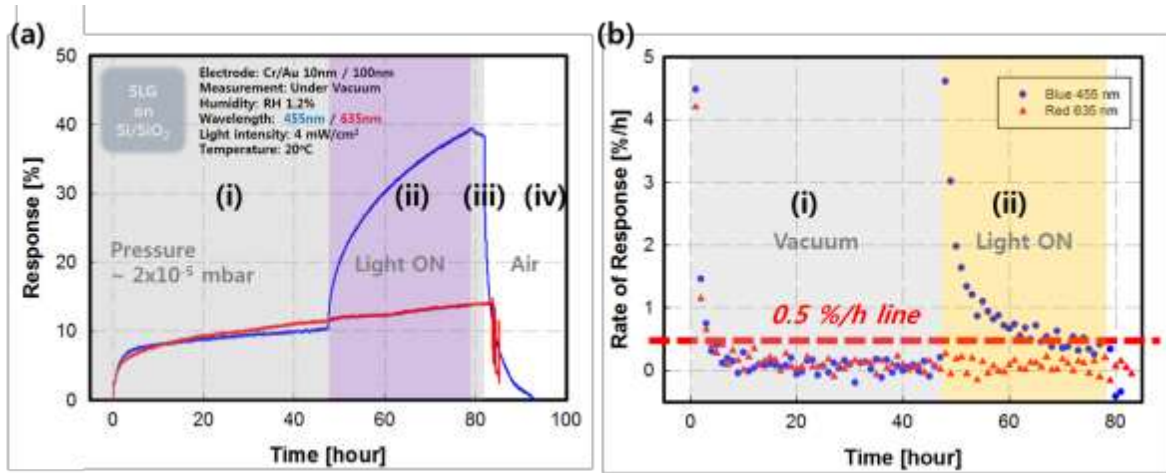 (a)
50
40
30
20
10
0
Response [%]
SLG
on
Si/SiO2
Electrode: Cr/Au 10nm / 100nm
Measurement: Under Vacuum
Humidity: RH 1.2%
Wavelength: 455nm / 635nm
Light intensity: 4 mW/cm²
Temperature: 20°C
(i)
(ii)
(iii)
(iv)
Pressure
~ 2x10⁻⁵ mbar
Light ON
Air
0 20 40 60 80 100
Time [hour]
(b)
5
4
3
2
1
0
Rate of Response [%/h]
Blue 455 nm
Red 635 nm
(i)
(ii)
Vacuum
Light ON
0.5 %/h line
0 20 40 60 80
Time [hour]